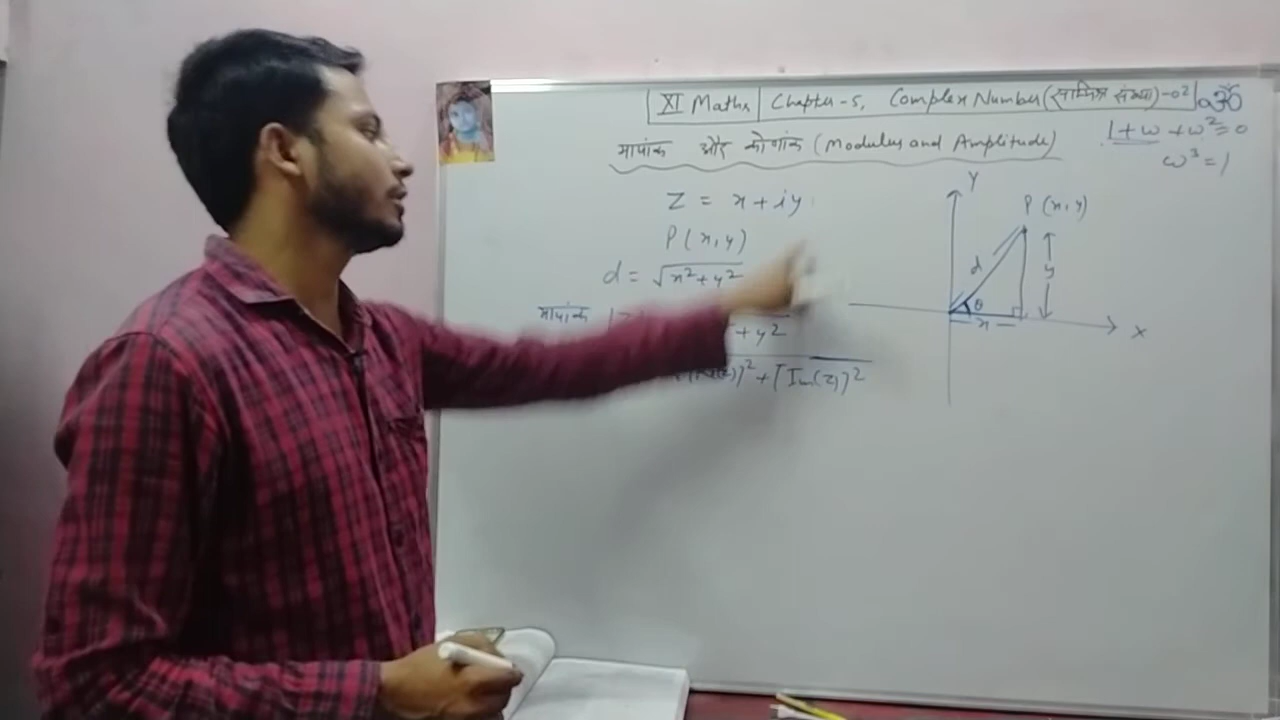 XI Maths | Chapter-5, Complex Number (सम्मिश्र संख्या) -02
ॐ
1+ω+ω²=0
ω³=1
मापांक और कोणांक (Modulus and Amplitude)
Z = x+iy
P(x,y)
d = √x²+y²
मापांक
+y²
]²+[Im(Z)]²
Y
P(x,y)
d
y
θ
x
X